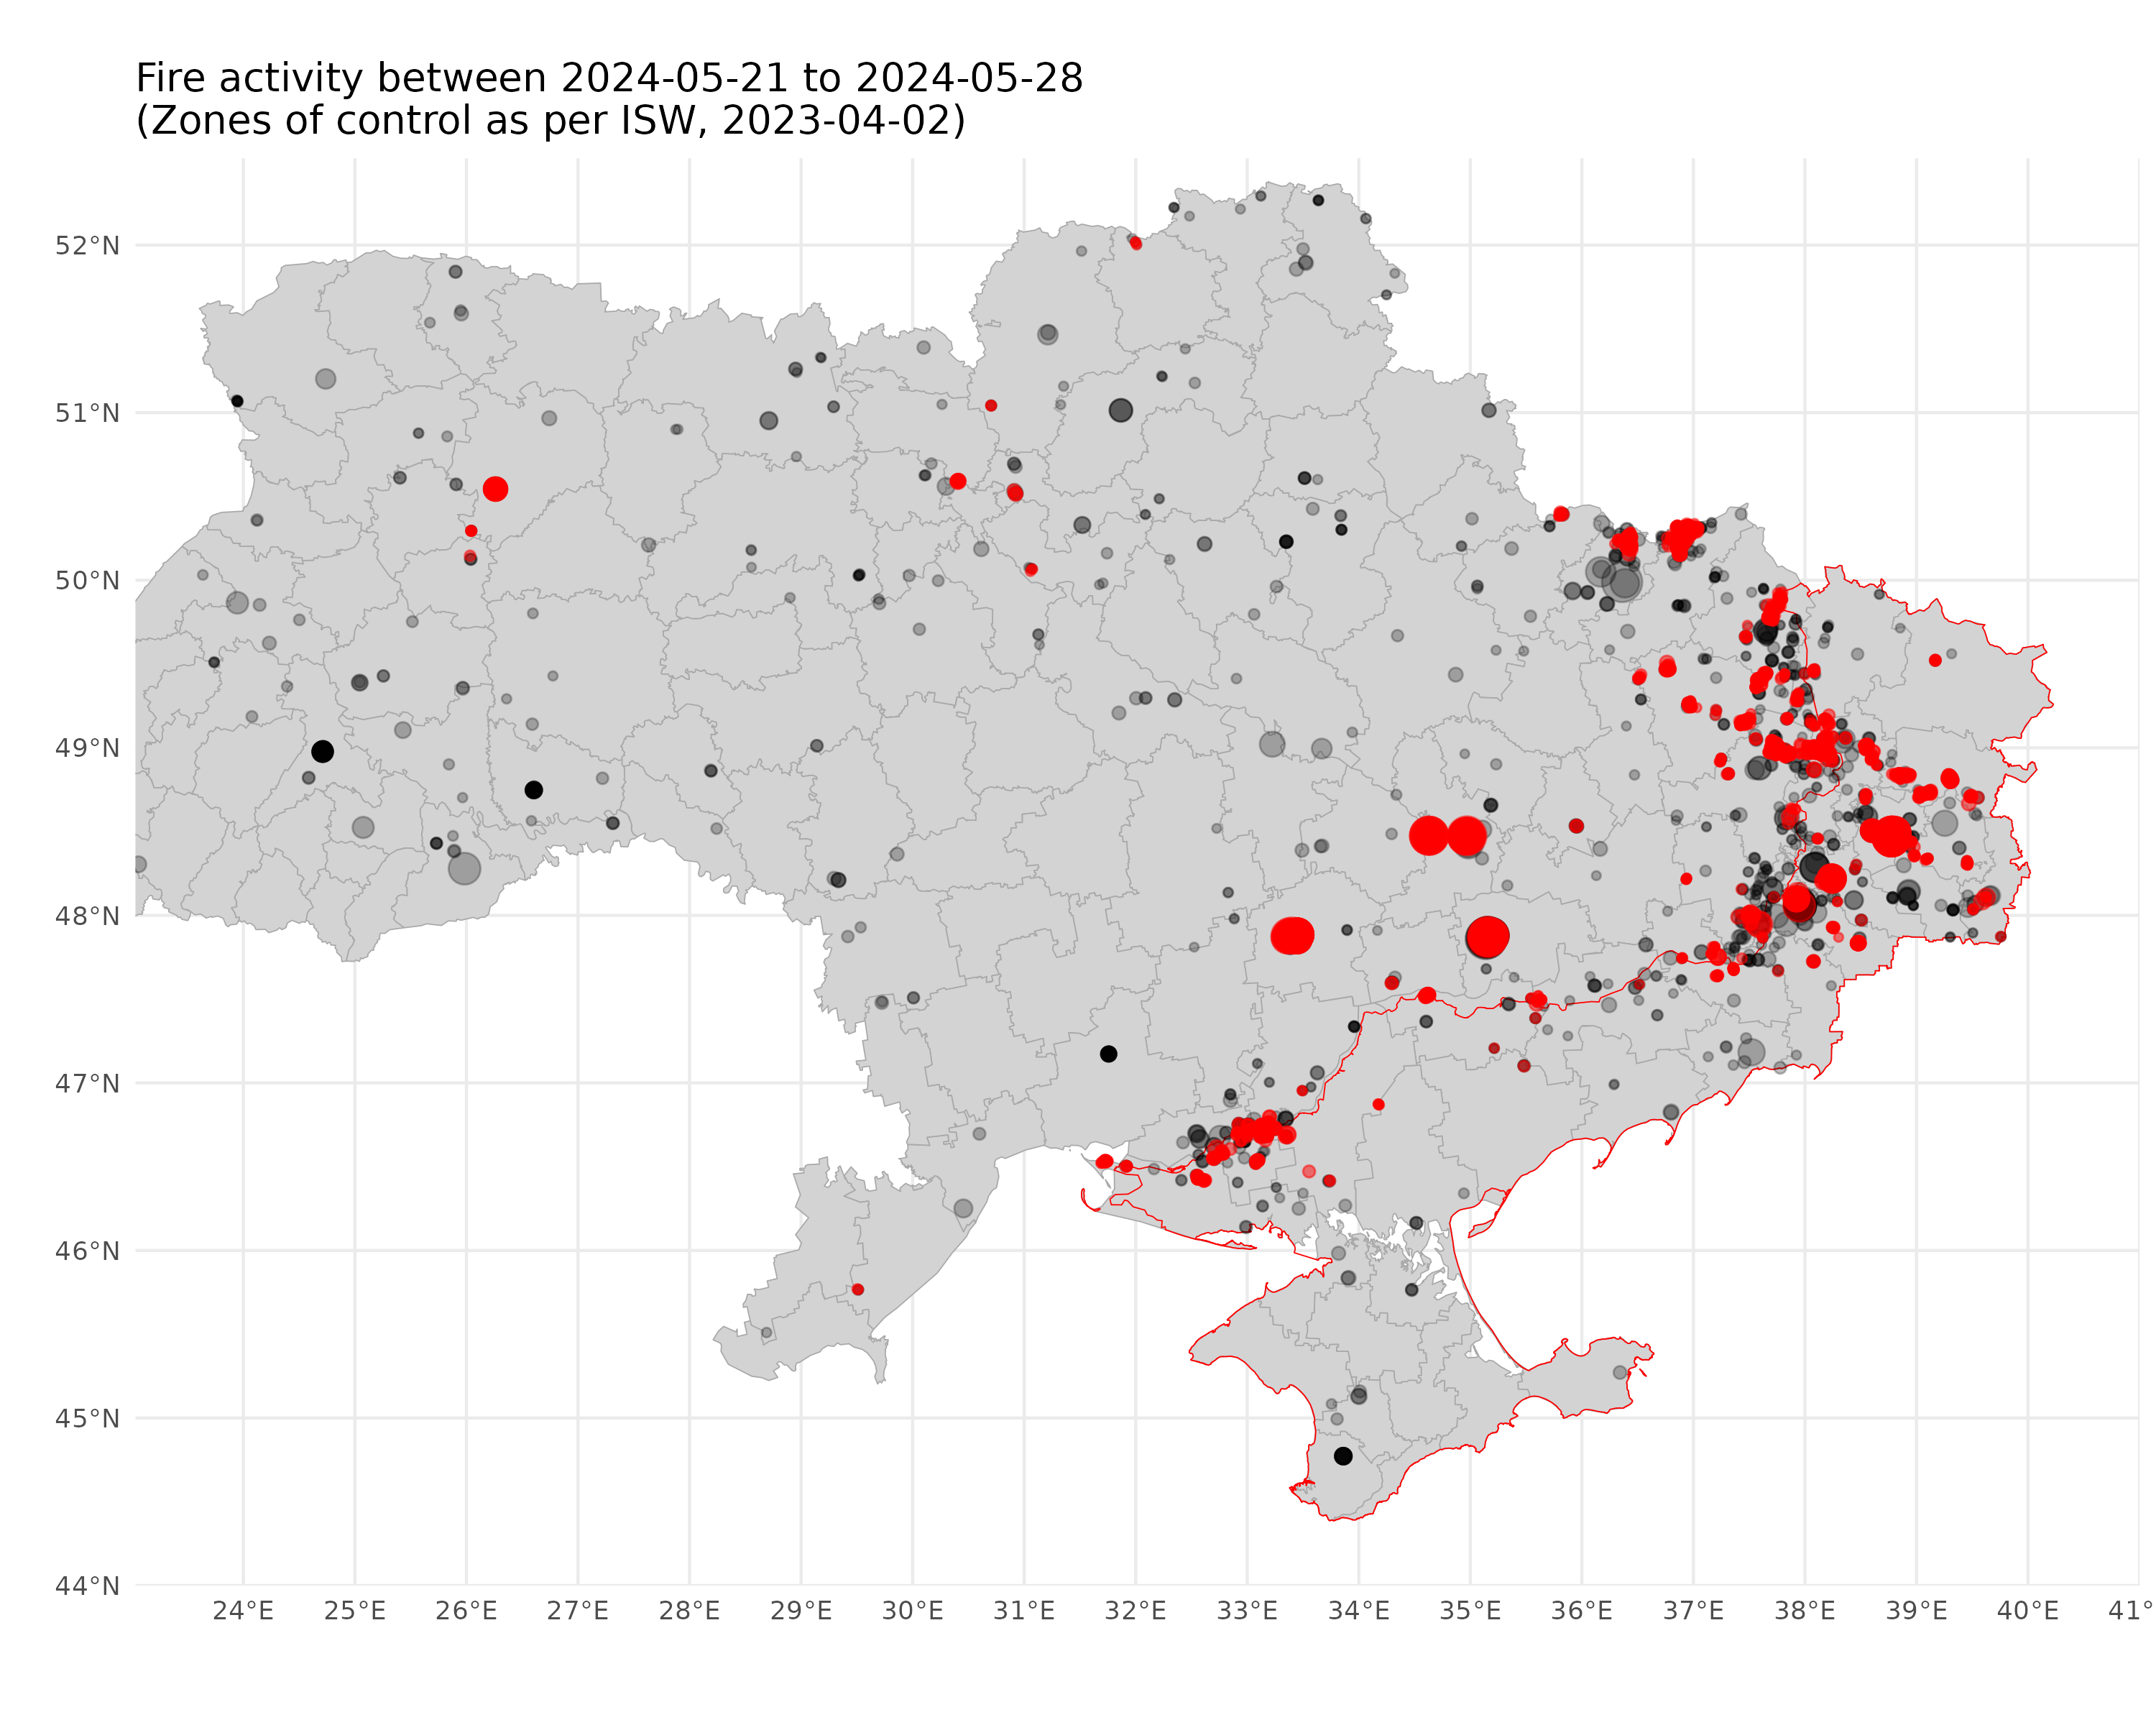 Fire activity between 2024-05-21 to 2024-05-28
(Zones of control as per ISW, 2023-04-02)
52°N
51°N
50°N
49°N
48°N
47°N
46°N
45°N
44°N
24°E 25°E 26°E 27°E 28°E 29°E 30°E 31°E 32°E 33°E 34°E 35°E 36°E 37°E 38°E 39°E 40°E 41°